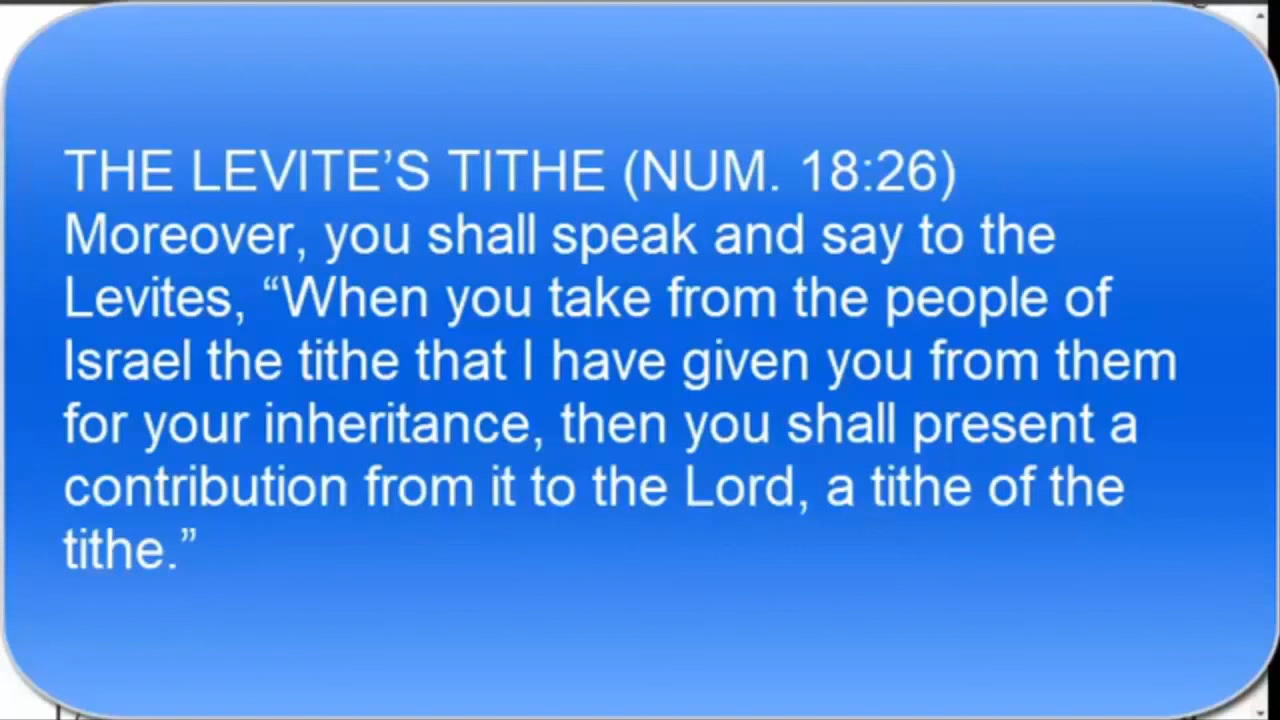 THE LEVITE’S TITHE (NUM. 18:26)
Moreover, you shall speak and say to the
Levites, “When you take from the people of
Israel the tithe that I have given you from them
for your inheritance, then you shall present a
contribution from it to the Lord, a tithe of the
tithe.”